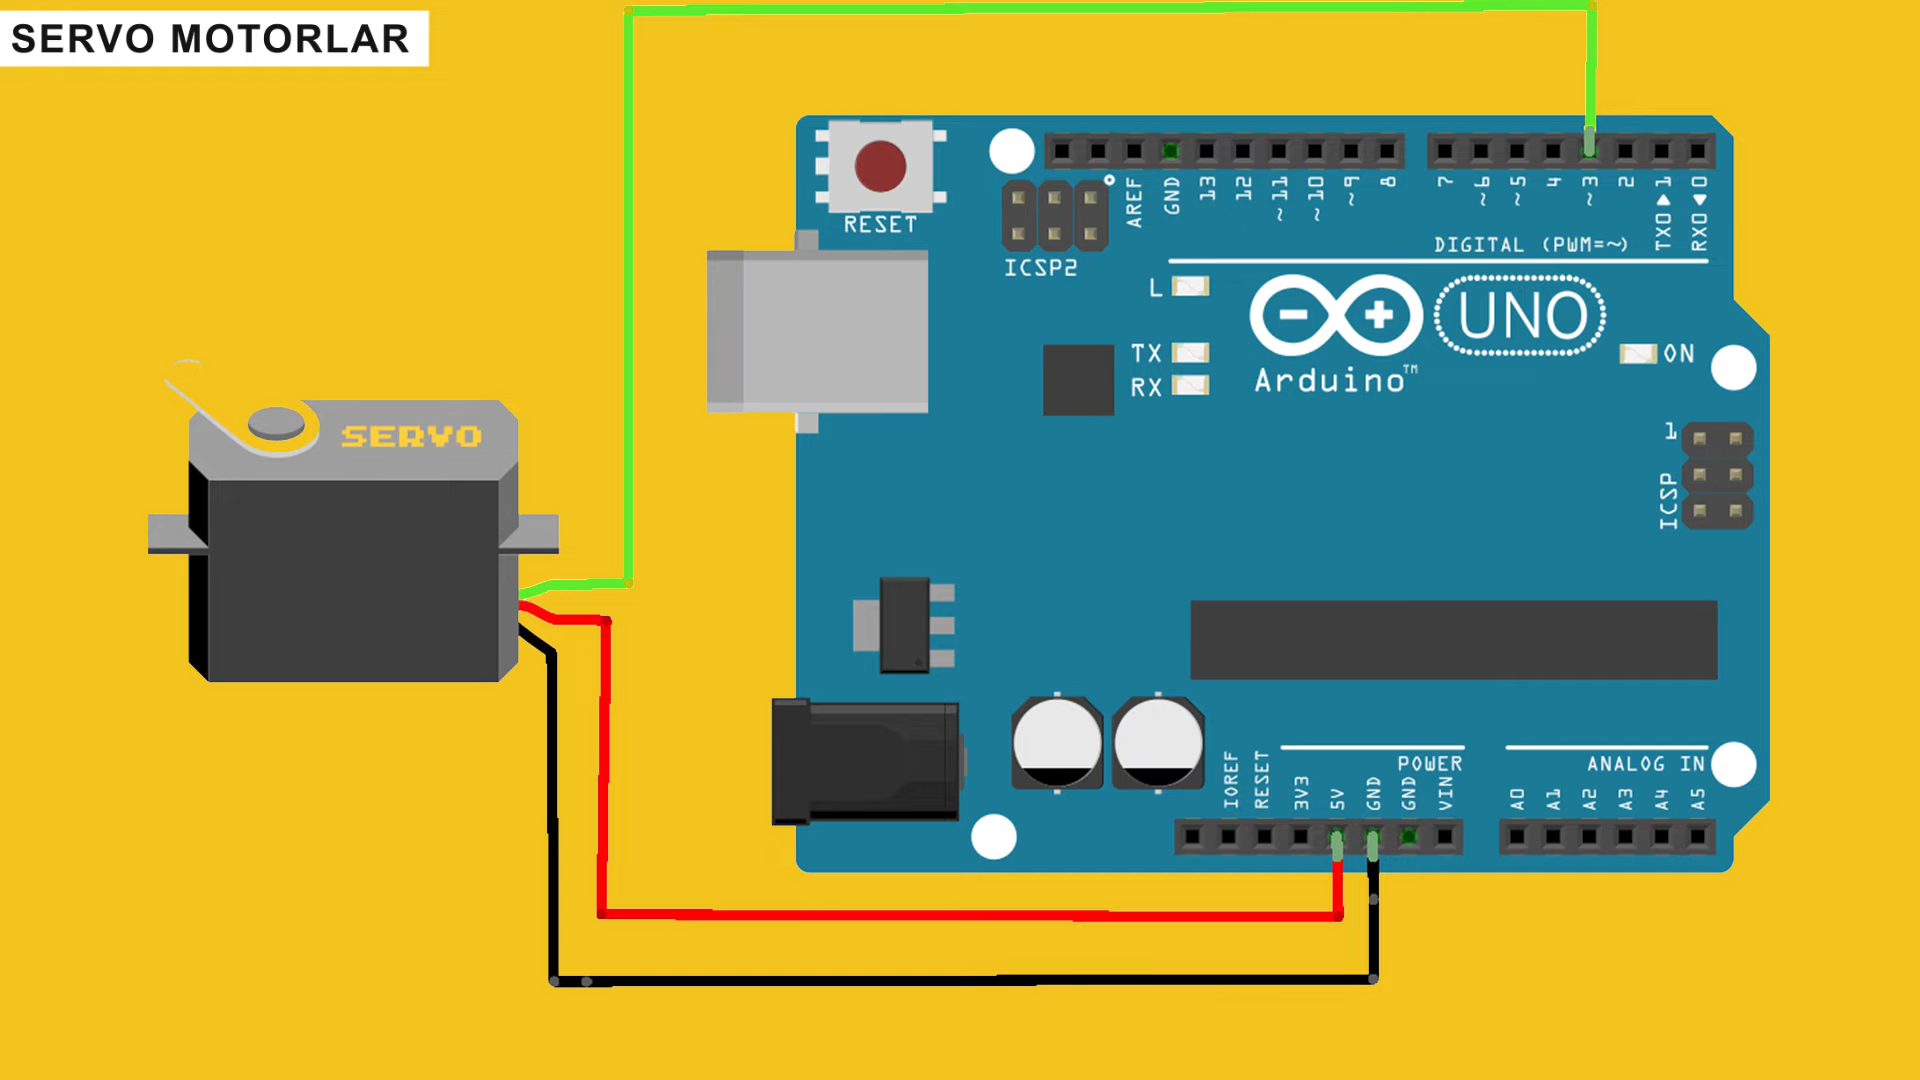 SERVO MOTORLAR
RESET
ICSP2
AREF
GND
13
12
~11
~10
~9
8
7
~6
~5
4
~3
2
TX0▶1
RX0◀0
DIGITAL (PWM=~)
L
TX
RX
UNO
Arduino™
ON
SERVO
1
ICSP
POWER
ANALOG IN
IOREF
RESET
3V3
5V
GND
GND
VIN
A0
A1
A2
A3
A4
A5